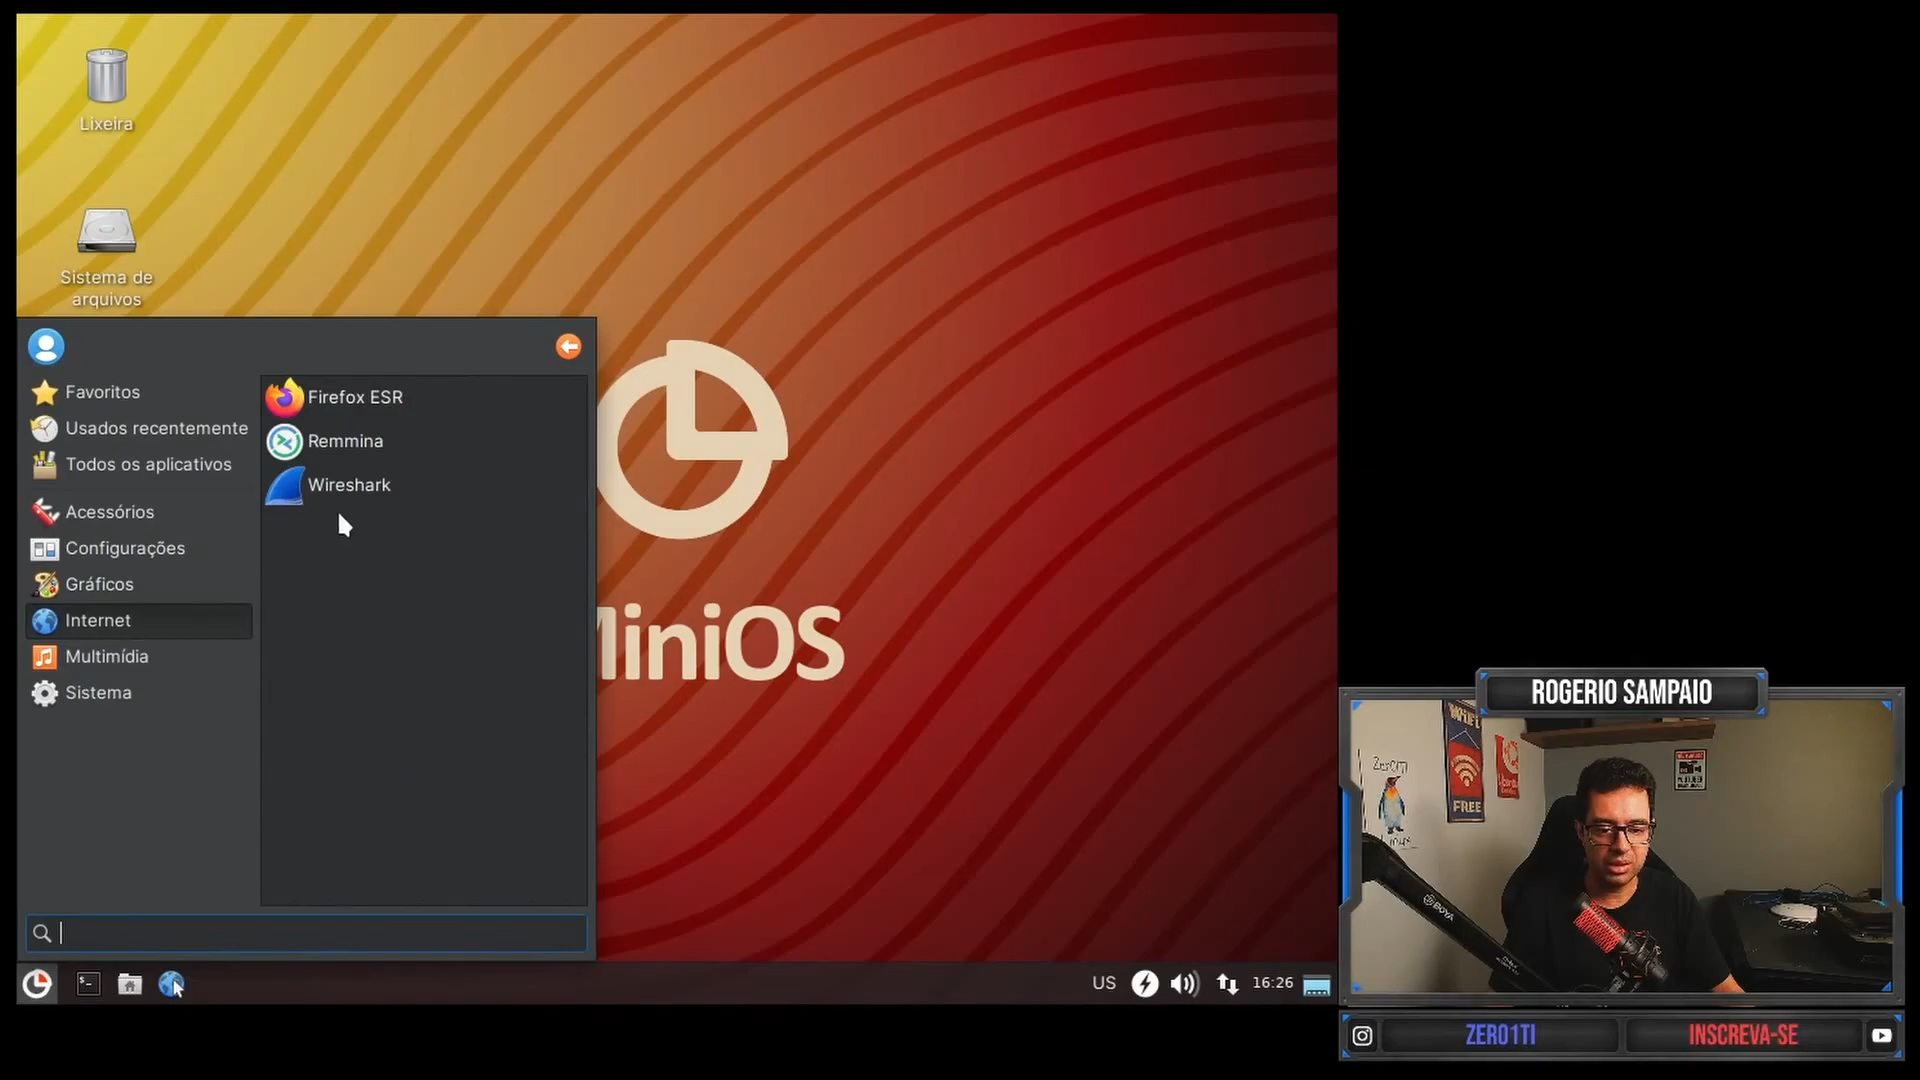 Lixeira
Sistema de
arquivos
Favoritos
Usados recentemente
Todos os aplicativos
Acessórios
Configurações
Gráficos
Internet
Multimídia
Sistema
Firefox ESR
Remmina
Wireshark
iniOS
US
16:26
ROGERIO SAMPAIO
FREE
BOYA
ZERO1TI
INSCREVA-SE